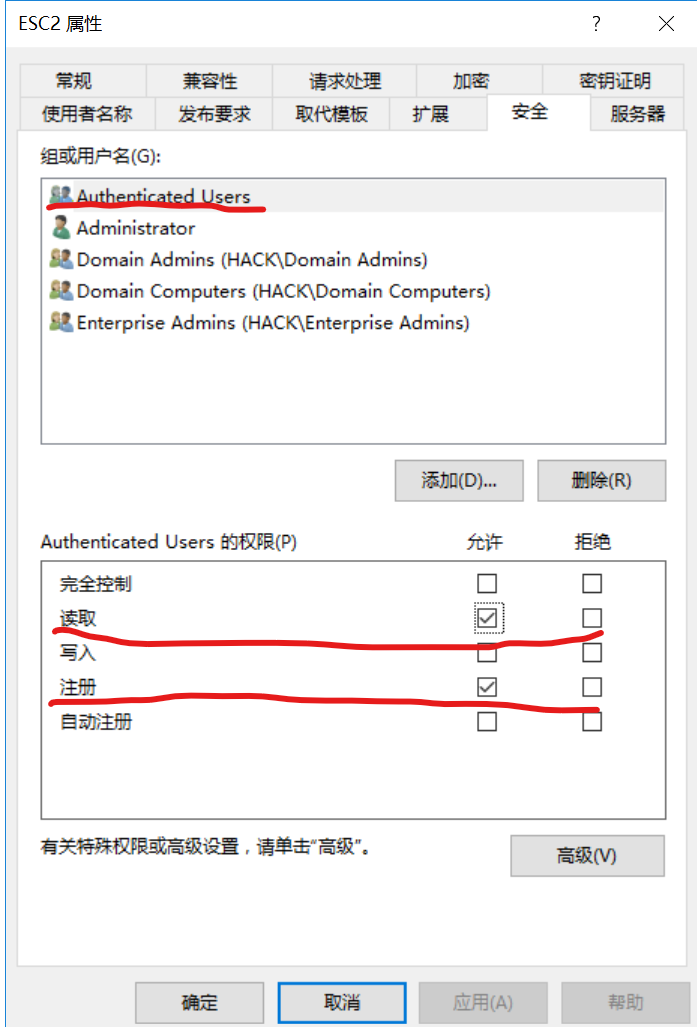 ESC2 属性
常规 兼容性 请求处理 加密 密钥证明
使用者名称 发布要求 取代模板 扩展 安全 服务器
组或用户名(G):
Authenticated Users
Administrator
Domain Admins (HACK\Domain Admins)
Domain Computers (HACK\Domain Computers)
Enterprise Admins (HACK\Enterprise Admins)
添加(D)... 删除(R)
Authenticated Users 的权限(P) 允许 拒绝
完全控制
读取
写入
注册
自动注册
有关特殊权限或高级设置，请单击“高级”。
高级(V)
确定 取消 应用(A) 帮助